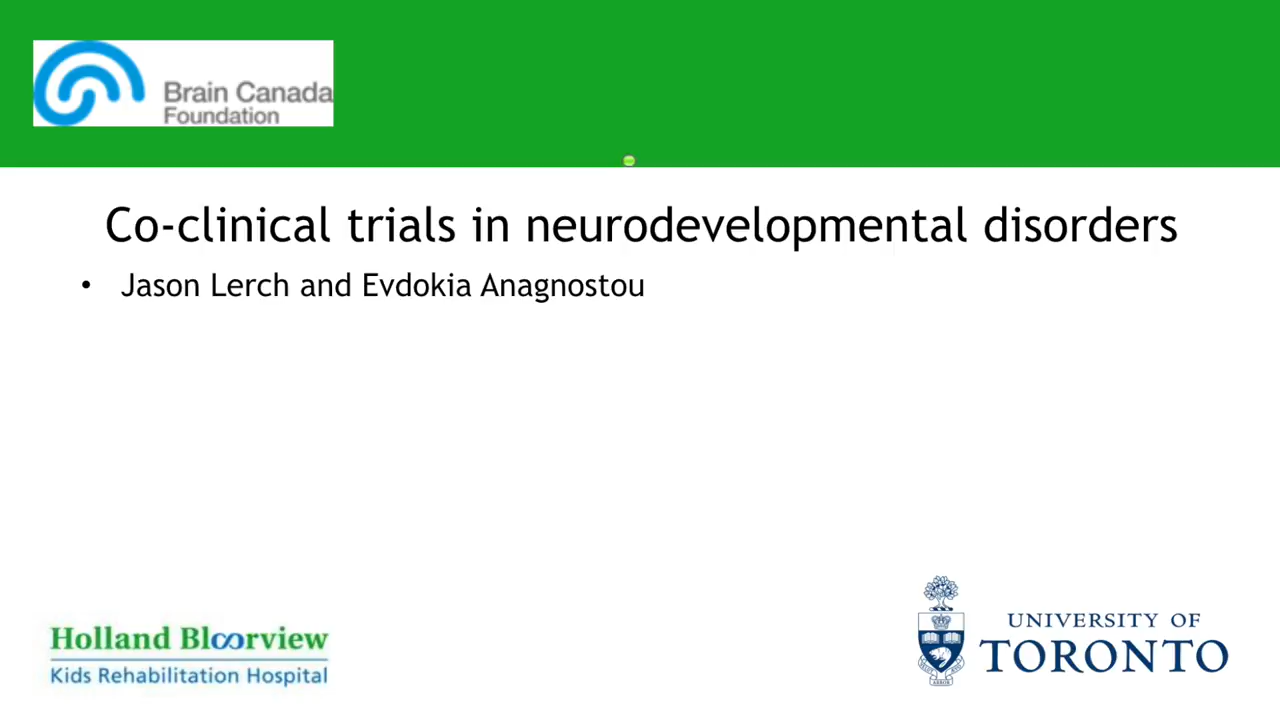 Brain Canada
Foundation
Co-clinical trials in neurodevelopmental disorders
• Jason Lerch and Evdokia Anagnostou
Holland Bloorview
Kids Rehabilitation Hospital
UNIVERSITY OF
TORONTO